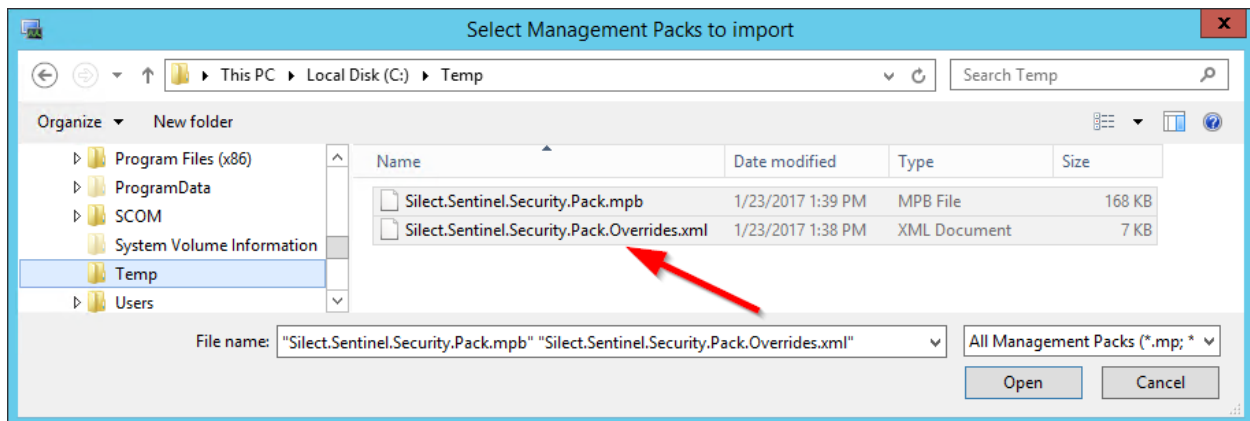 Select Management Packs to import
x
This PC Local Disk (C:) Temp
Search Temp
Organize New folder
Program Files (x86)
ProgramData
SCOM
System Volume Information
Temp
Users
Name Date modified Type Size
Silect.Sentinel.Security.Pack.mpb 1/23/2017 1:39 PM MPB File 168 KB
Silect.Sentinel.Security.Pack.Overrides.xml 1/23/2017 1:38 PM XML Document 7 KB
File name: "Silect.Sentinel.Security.Pack.mpb" "Silect.Sentinel.Security.Pack.Overrides.xml" All Management Packs (*.mp; *
Open Cancel